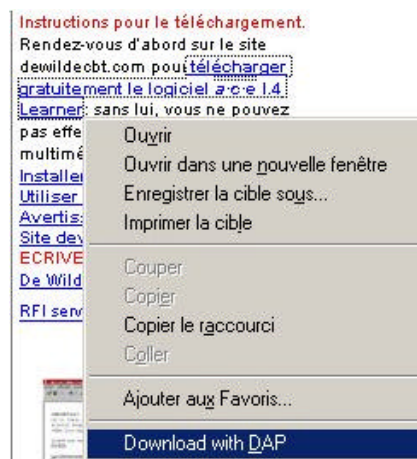 Instructions pour le téléchargement.
Rendez-vous d'abord sur le site
dewildecbt.com pour télécharger
gratuitement le logiciel a·c·e 1.4
Learner: sans lui, vous ne pouvez
pas effe
multimé
Installe
Utiliser
Avertis
Site dev
ECRIVE
De Wild
RFI serv
Ouvrir
Ouvrir dans une nouvelle fenêtre
Enregistrer la cible sous...
Imprimer la cible
Couper
Copier
Copier le raccourci
Coller
Ajouter aux Favoris...
Download with DAP